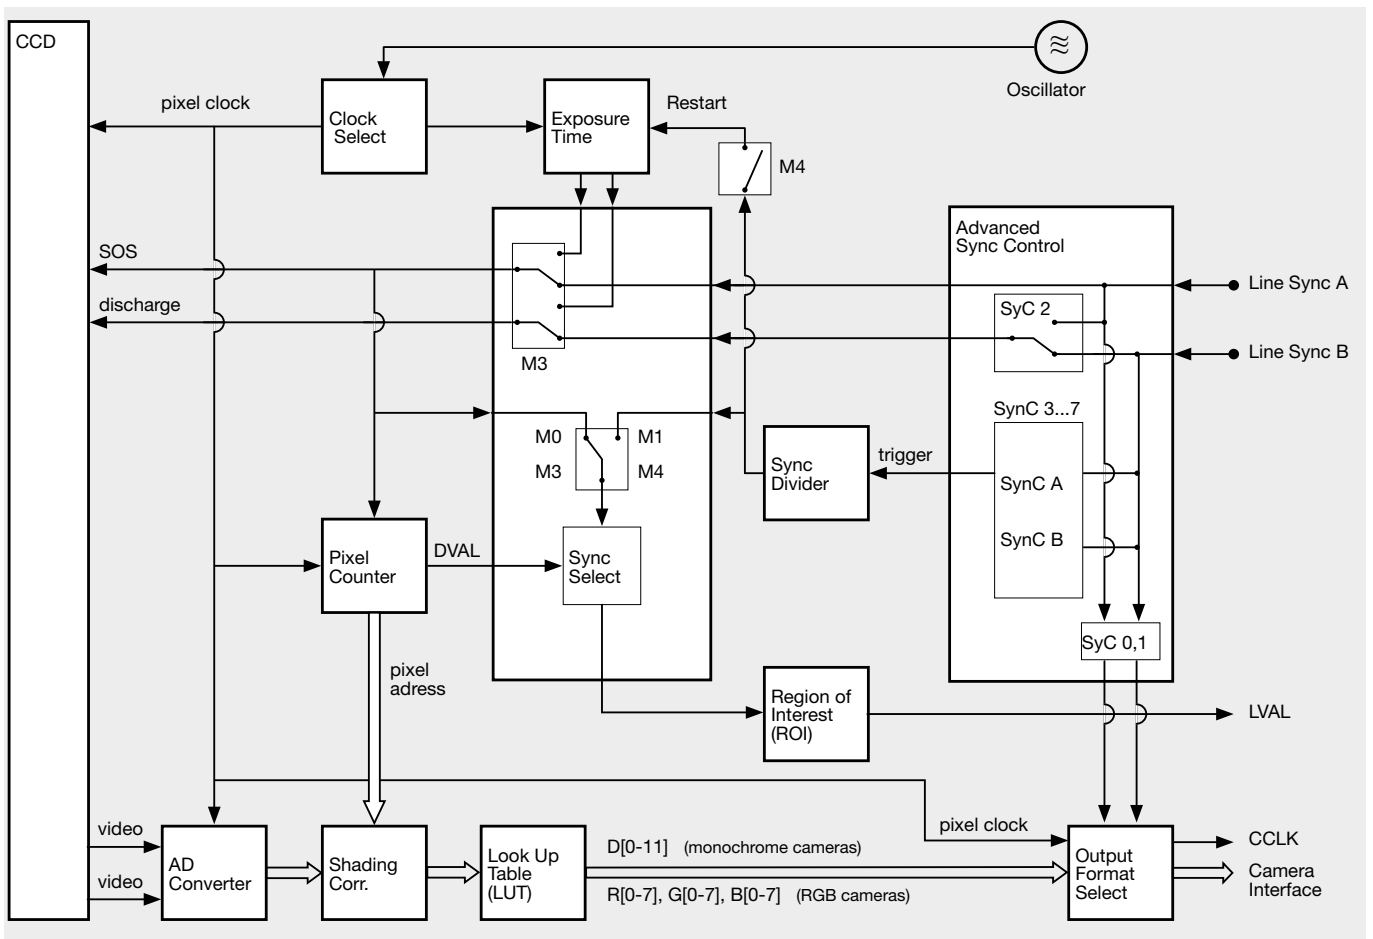 CCD
Oscillator
pixel clock
Clock
Select
Exposure
Time
Restart
M4
SOS
discharge
M3
Advanced
Sync Control
Line Sync A
SyC 2
Line Sync B
SynC 3...7
M0
M1
M3
M4
trigger
Sync
Divider
SynC A
SynC B
Pixel
Counter
DVAL
Sync
Select
SyC 0,1
pixel
adress
Region of
Interest
(ROI)
LVAL
video
video
AD
Converter
Shading
Corr.
Look Up
Table
(LUT)
D[0-11] (monochrome cameras)
R[0-7], G[0-7], B[0-7] (RGB cameras)
pixel clock
Output
Format
Select
CCLK
Camera
Interface